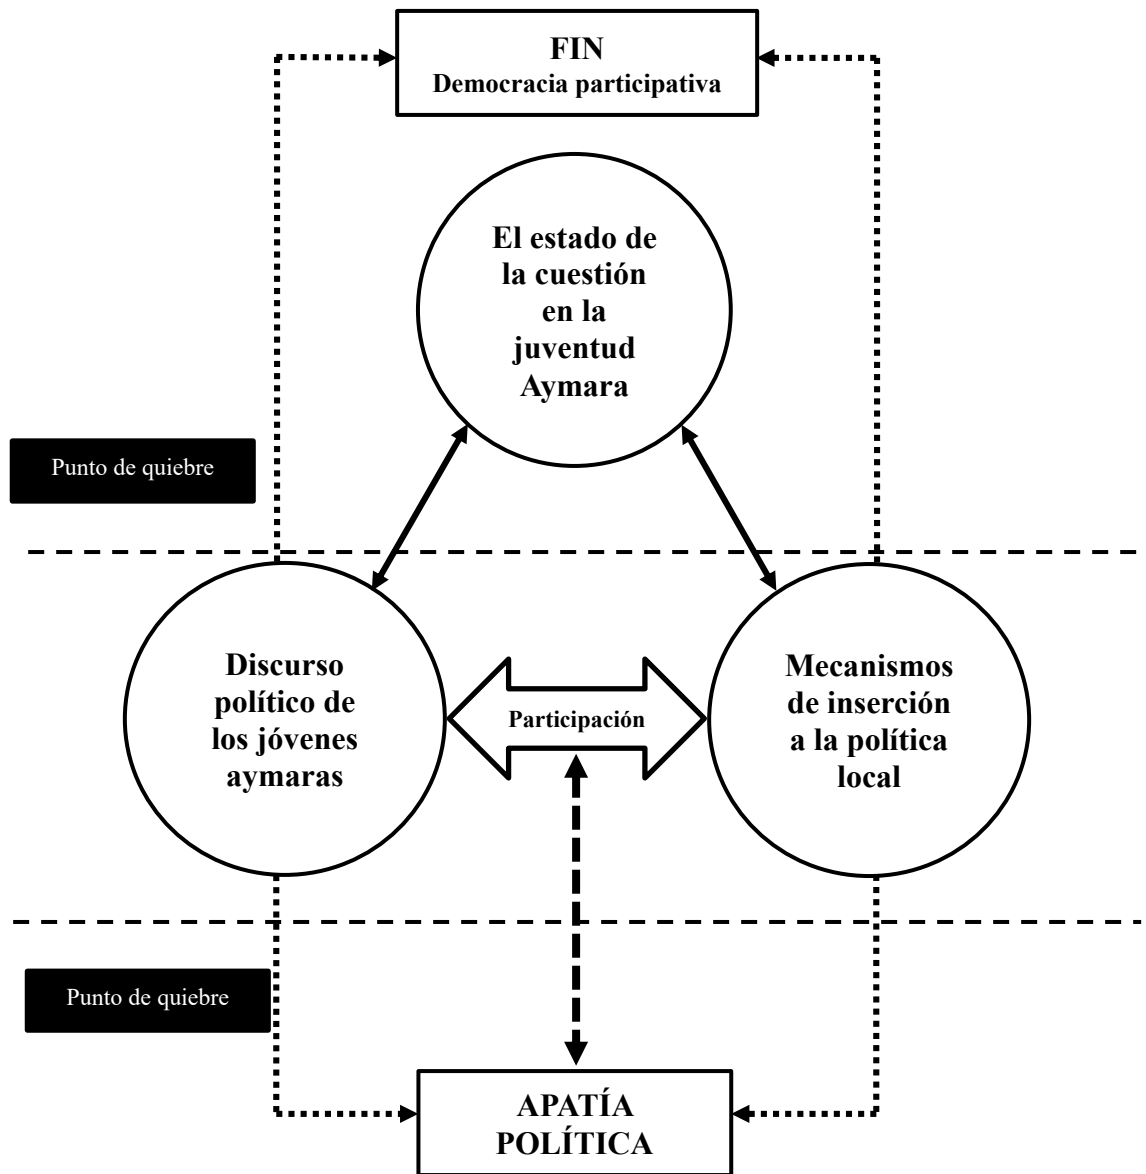 FIN
Democracia participativa
El estado de
la cuestión
en la
juventud
Aymara
Punto de quiebre
Discurso
político de
los jóvenes
aymaras
Participación
Mecanismos
de inserción
a la política
local
Punto de quiebre
APATÍA
POLÍTICA